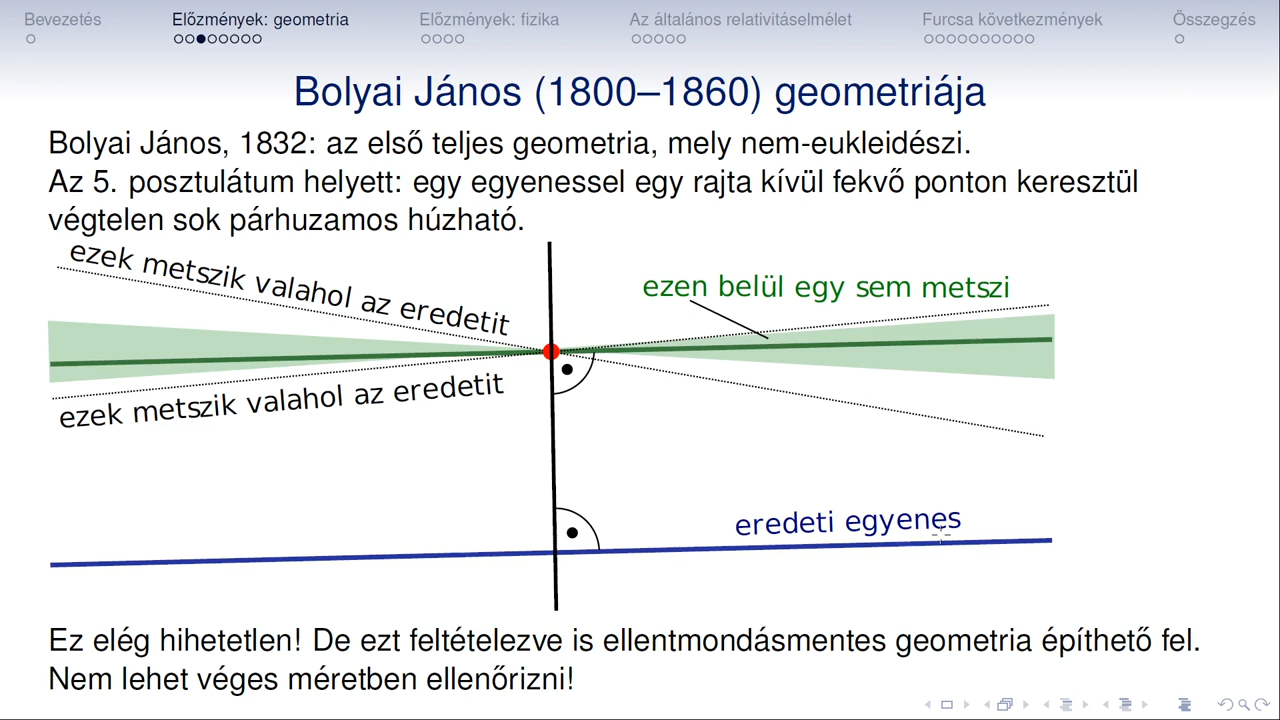 Bevezetés
Előzmények: geometria
Előzmények: fizika
Az általános relativitáselmélet
Furcsa következmények
Összegzés
Bolyai János (1800–1860) geometriája
Bolyai János, 1832: az első teljes geometria, mely nem-eukleidészi.
Az 5. posztulátum helyett: egy egyenessel egy rajta kívül fekvő ponton keresztül
végtelen sok párhuzamos húzható.
ezek metszik valahol az eredetit
ezen belül egy sem metszi
ezek metszik valahol az eredetit
eredeti egyenes
Ez elég hihetetlen! De ezt feltételezve is ellentmondásmentes geometria építhető fel.
Nem lehet véges méretben ellenőrizni!